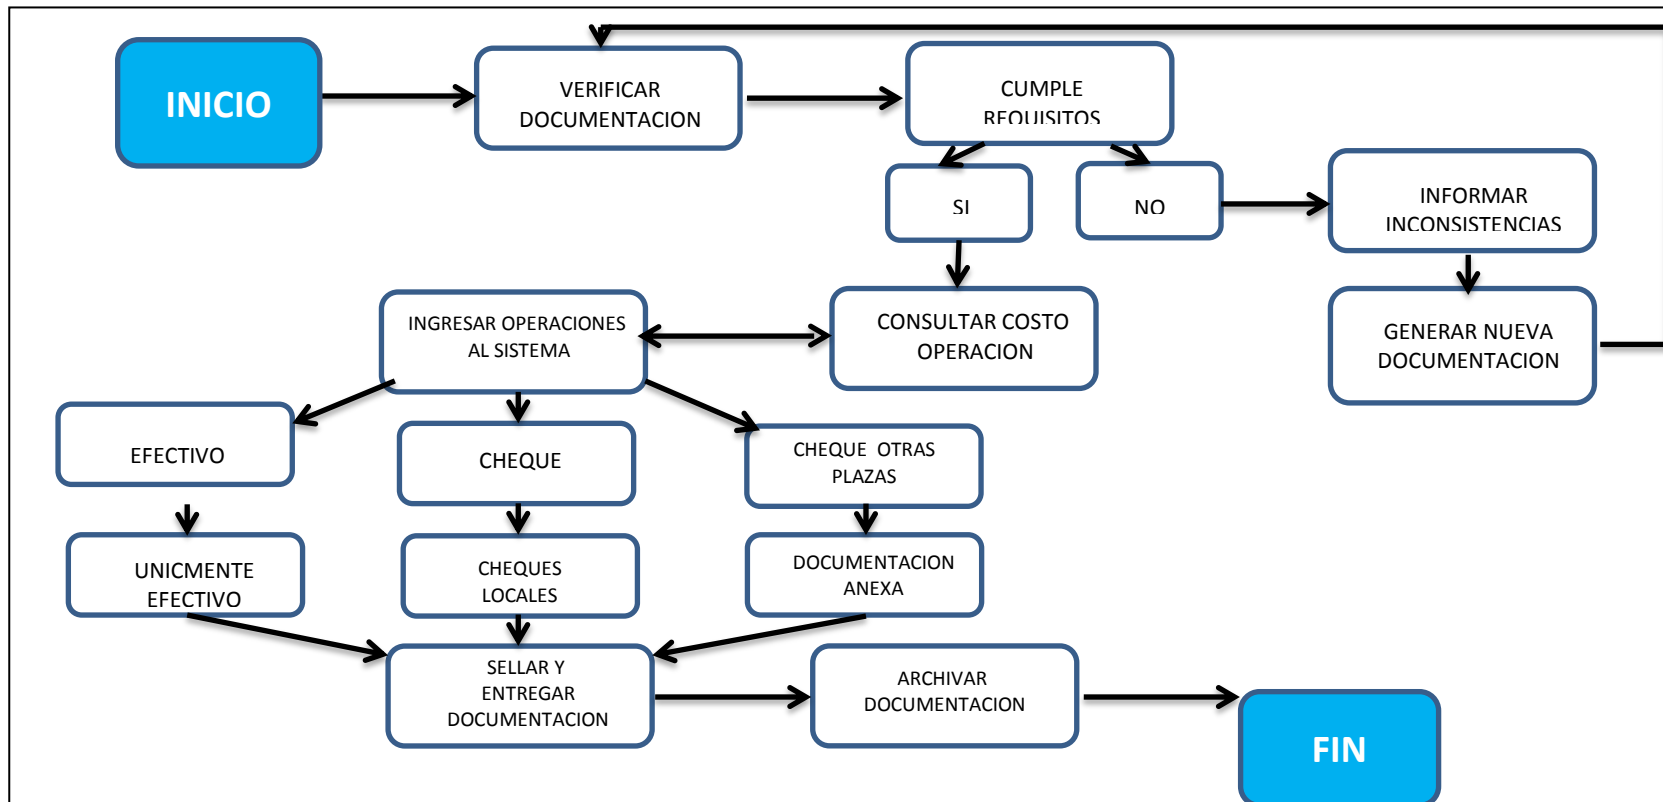 INICIO
VERIFICAR
DOCUMENTACION
CUMPLE
REQUISITOS
SI
NO
INFORMAR
INCONSISTENCIAS
GENERAR NUEVA
DOCUMENTACION
CONSULTAR COSTO
OPERACION
INGRESAR OPERACIONES
AL SISTEMA
EFECTIVO
CHEQUE
CHEQUE OTRAS
PLAZAS
UNICMENTE
EFECTIVO
CHEQUES
LOCALES
DOCUMENTACION
ANEXA
SELLAR Y
ENTREGAR
DOCUMENTACION
ARCHIVAR
DOCUMENTACION
FIN